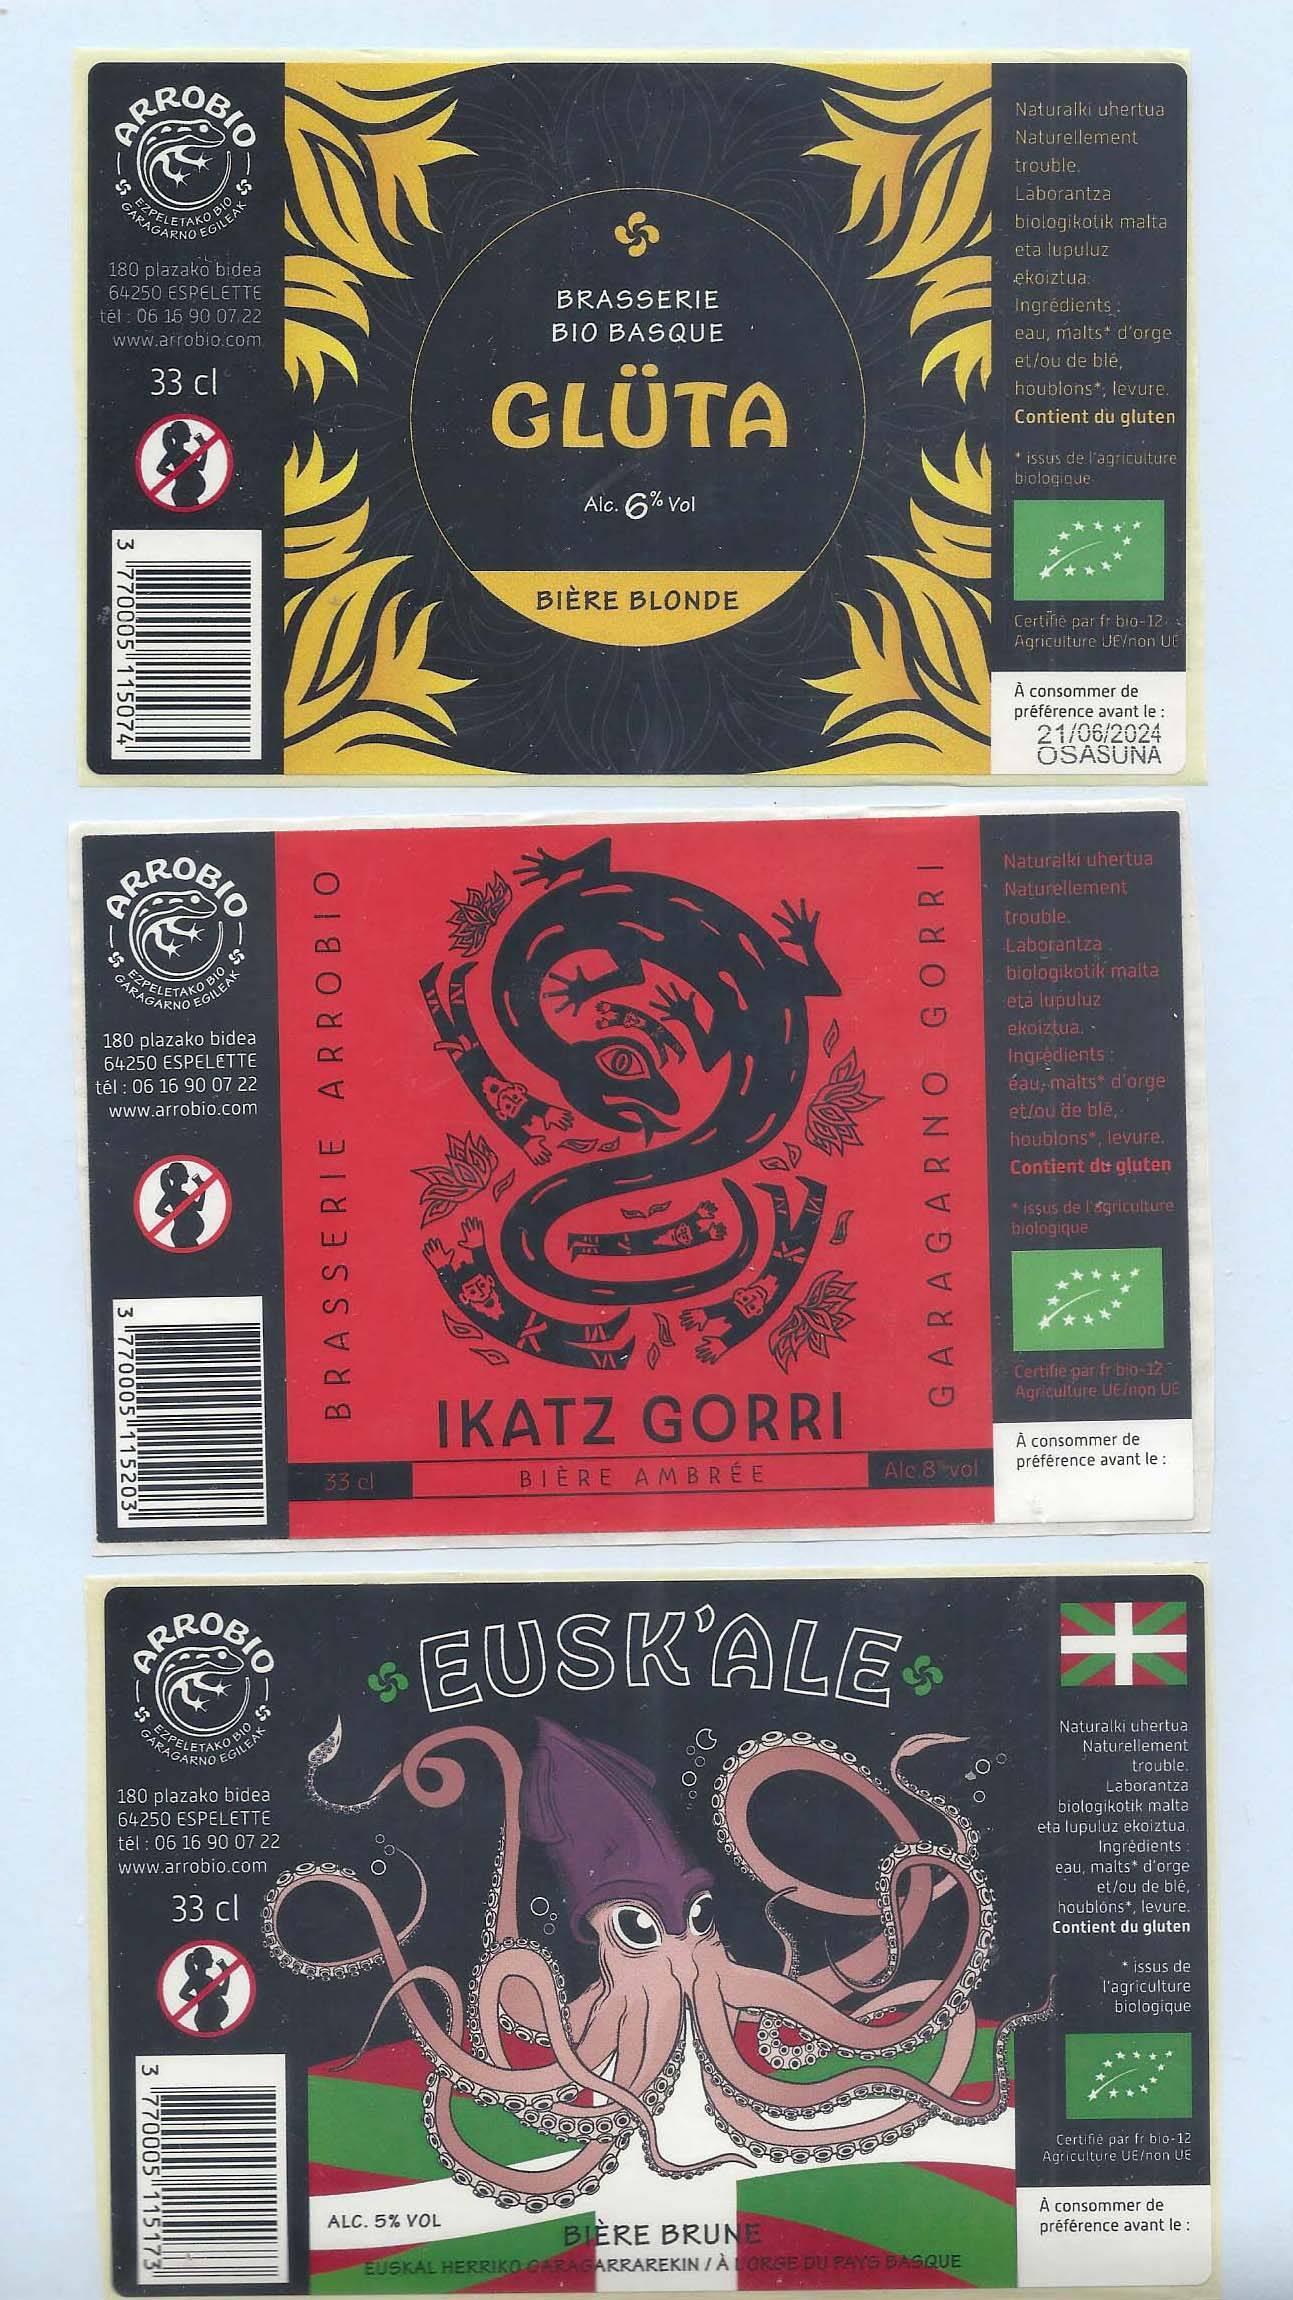 ARROBIO
EZPELETAKO BIO
GARAGARNO EGILEAK
180 plazako bidea
64250 ESPELETTE
tél : 06 16 90 07 22
www.arrobio.com
33 cl
3 770005 115074
BRASSERIE
BIO BASQUE
GLÜTA
Alc. 6% Vol
BIÈRE BLONDE
Naturalki uhertua
Naturellement
trouble.
Laborantza
biologikotik malta
eta lupuluz
ekoiztua.
Ingrédients :
eau, malts* d'orge
et/ou de blé,
houblons*, levure.
Contient du gluten
* issus de l'agriculture
biologique
Certifié par fr bio-12
Agriculture UE/non UE
À consommer de
préférence avant le :
21/06/2024
OSASUNA
ARROBIO
EZPELETAKO BIO
GARAGARNO EGILEAK
180 plazako bidea
64250 ESPELETTE
tél : 06 16 90 07 22
www.arrobio.com
3 770005 115203
BRASSERIE ARROBIO
GARAGARNO GORRI
IKATZ GORRI
33 cl
BIÈRE AMBRÉE
Alc.8%vol
Naturalki uhertua
Naturellement
trouble.
Laborantza
biologikotik malta
eta lupuluz
ekoiztua.
Ingrédients :
eau, malts* d'orge
et/ou de blé,
houblons*, levure.
Contient du gluten
* issus de l'agriculture
biologique
Certifié par fr bio-12
Agriculture UE/non UE
À consommer de
préférence avant le :
ARROBIO
EZPELETAKO BIO
GARAGARNO EGILEAK
180 plazako bidea
64250 ESPELETTE
tél : 06 16 90 07 22
www.arrobio.com
33 cl
3 770005 115173
EUSK'ALE
ALC. 5% VOL
BIÈRE BRUNE
EUSKAL HERRIKO GARAGARRAREKIN / À L'ORGE DU PAYS BASQUE
Naturalki uhertua
Naturellement
trouble.
Laborantza
biologikotik malta
eta lupuluz ekoiztua.
Ingrédients :
eau, malts* d'orge
et/ou de blé,
houblons*, levure.
Contient du gluten
* issus de
l'agriculture
biologique
Certifié par fr bio-12
Agriculture UE/non UE
À consommer de
préférence avant le :